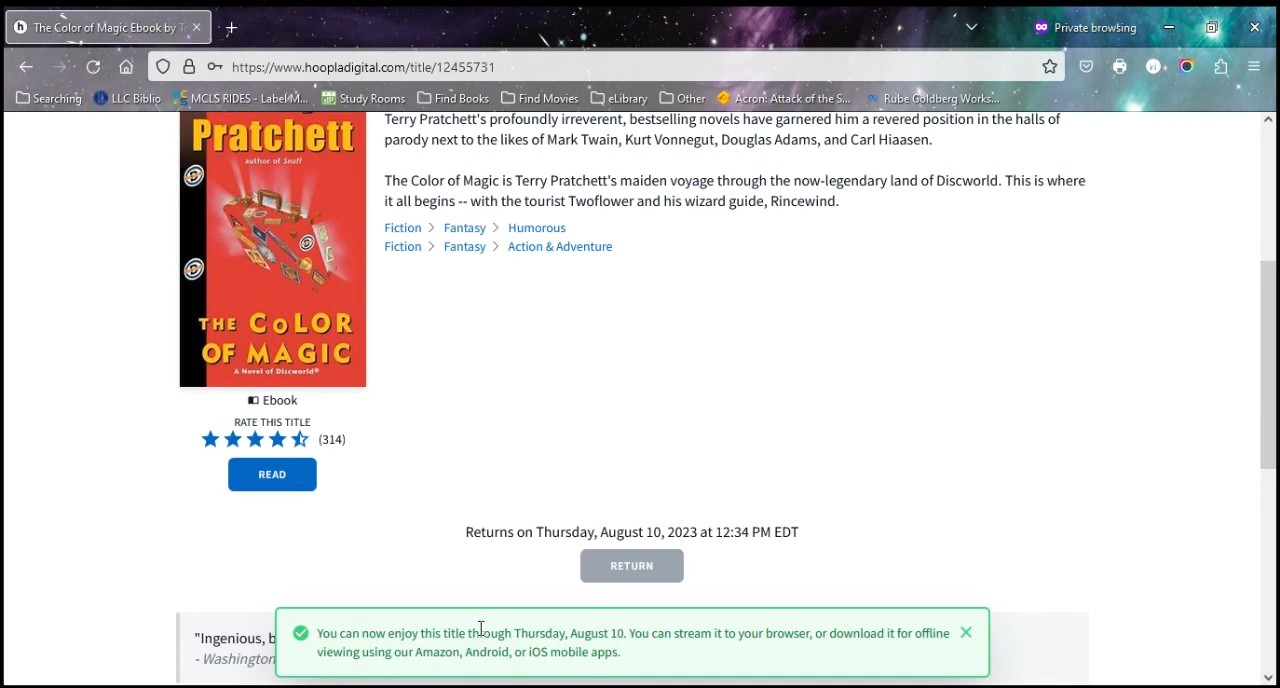 The Color of Magic Ebook by Te
Private browsing
https://www.hoopladigital.com/title/12455731
Searching
LLC Biblio
MCLS RIDES - LabelM...
Study Rooms
Find Books
Find Movies
eLibrary
Other
Acron: Attack of the S...
Rube Goldberg Works...
Terry Pratchett's profoundly irreverent, bestselling novels have garnered him a revered position in the halls of
parody next to the likes of Mark Twain, Kurt Vonnegut, Douglas Adams, and Carl Hiaasen.
The Color of Magic is Terry Pratchett's maiden voyage through the now-legendary land of Discworld. This is where
it all begins -- with the tourist Twoflower and his wizard guide, Rincewind.
Fiction > Fantasy > Humorous
Fiction > Fantasy > Action & Adventure
Pratchett
author of Snuff
THE COLOR
OF MAGIC
A Novel of Discworld®
Ebook
RATE THIS TITLE
(314)
READ
Returns on Thursday, August 10, 2023 at 12:34 PM EDT
RETURN
"Ingenious, b
- Washington
You can now enjoy this title through Thursday, August 10. You can stream it to your browser, or download it for offline
viewing using our Amazon, Android, or iOS mobile apps.